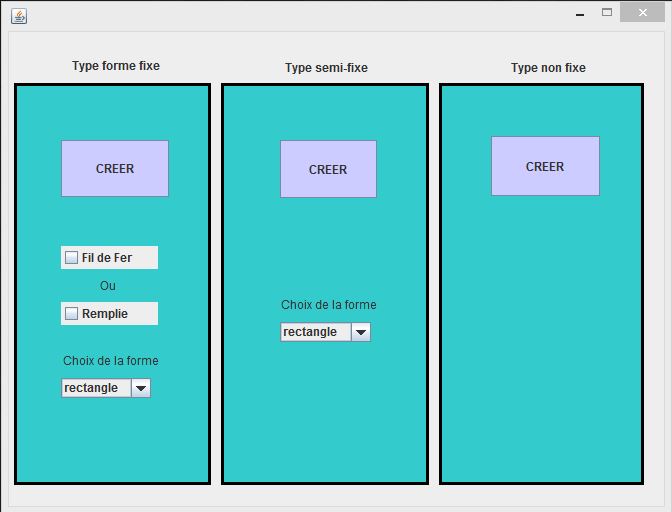 Type forme fixe
CREER
Fil de Fer
Ou
Remplie
Choix de la forme
rectangle
Type semi-fixe
CREER
Choix de la forme
rectangle
Type non fixe
CREER